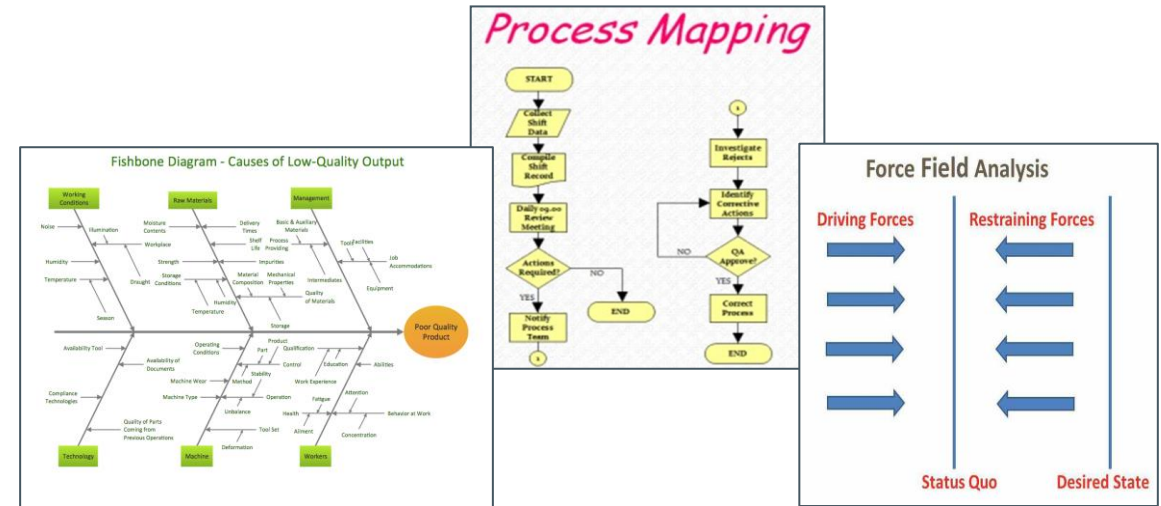 Process Mapping
START
Collect
Shift
Data
Compile
Shift
Record
Daily 09.00
Review
Meeting
Actions
Required?
NO
YES
END
Notify
Process
Team
1
1
Investigate
Rejects
Identify
Corrective
Actions
NO
QA
Approve?
YES
Correct
Process
END
Fishbone Diagram - Causes of Low-Quality Output
Working
Conditions
Raw Materials
Management
Noise
Illumination
Workplace
Humidity
Temperature
Drought
Season
Moisture
Contents
Delivery
Times
Shelf
Life
Strength
Impurities
Storage
Conditions
Material
Composition
Mechanical
Properties
Humidity
Temperature
Quality
of Materials
Storage
Basis & Auxiliary
Materials
Process
Providing
Intermediates
Tools
Facilities
Job
Accommodations
Equipment
Poor Quality
Product
Availability Tool
Availability of
Documents
Compliance
Technologies
Quality of Parts
Coming from
Previous Operations
Technology
Operating
Conditions
Product
Part
Control
Method
Machine Wear
Stability
Machine Type
Operation
Unbalance
Tool Set
Deformation
Machine
Qualification
Education
Work Experience
Abilities
Attention
Fatigue
Health
Ailment
Behavior at Work
Concentration
Workers
Force Field Analysis
Driving Forces
Restraining Forces
Status Quo
Desired State